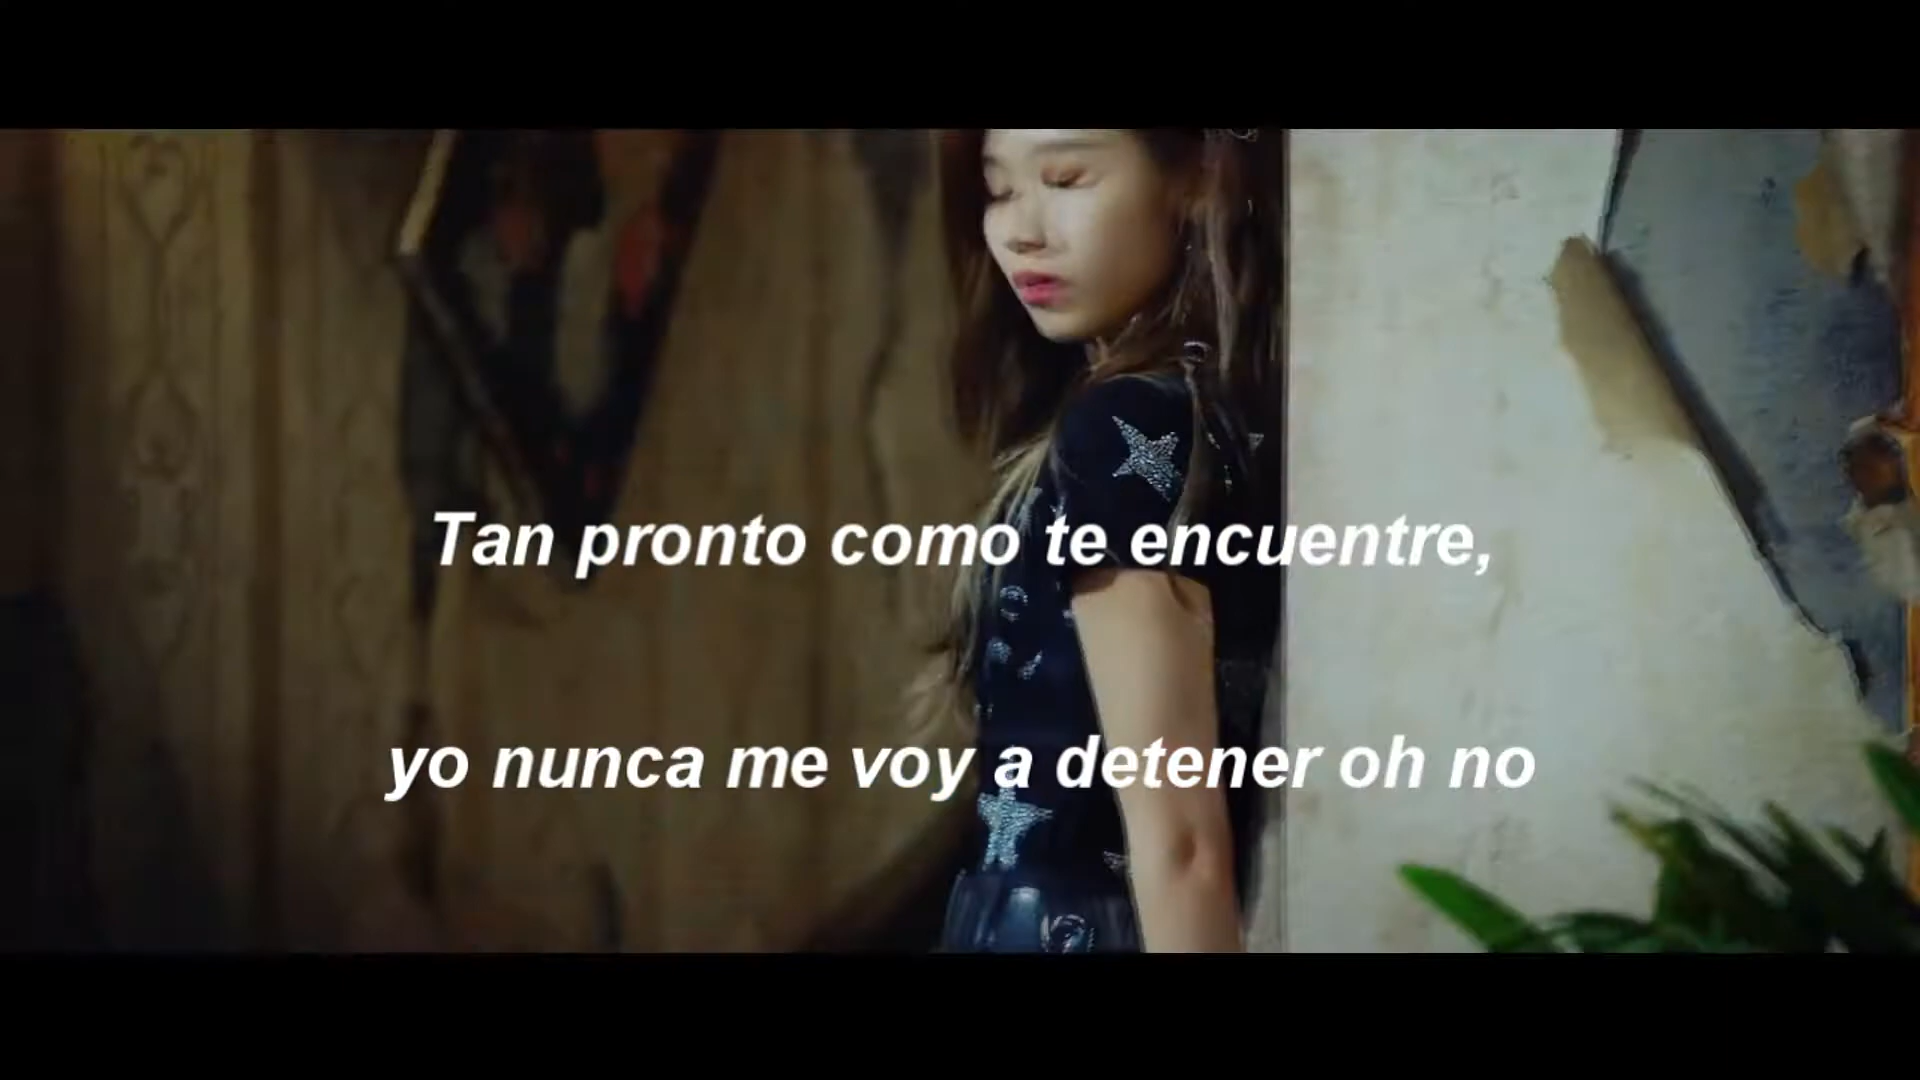 Tan pronto como te encuentre,
yo nunca me voy a detener oh no